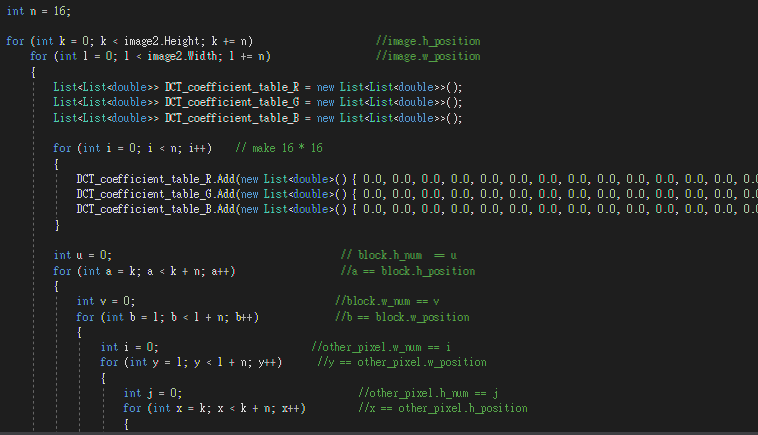 int n = 16;
for (int k = 0; k < image2.Height; k += n) //image.h_position
for (int l = 0; l < image2.Width; l += n) //image.w_position
{
List<List<double>> DCT_coefficient_table_R = new List<List<double>>();
List<List<double>> DCT_coefficient_table_G = new List<List<double>>();
List<List<double>> DCT_coefficient_table_B = new List<List<double>>();
for (int i = 0; i < n; i++) // make 16 * 16
{
DCT_coefficient_table_R.Add(new List<double>() { 0.0, 0.0, 0.0, 0.0, 0.0, 0.0, 0.0, 0.0, 0.0, 0.0, 0.0, 0.0, 0.0, 0.0
DCT_coefficient_table_G.Add(new List<double>() { 0.0, 0.0, 0.0, 0.0, 0.0, 0.0, 0.0, 0.0, 0.0, 0.0, 0.0, 0.0, 0.0, 0.0
DCT_coefficient_table_B.Add(new List<double>() { 0.0, 0.0, 0.0, 0.0, 0.0, 0.0, 0.0, 0.0, 0.0, 0.0, 0.0, 0.0, 0.0, 0.0
}
int u = 0; // block.h_num == u
for (int a = k; a < k + n; a++) //a == block.h_position
{
int v = 0; //block.w_num == v
for (int b = l; b < l + n; b++) //b == block.w_position
{
int i = 0; //other_pixel.w_num == i
for (int y = l; y < l + n; y++) //y == other_pixel.w_position
{
int j = 0; //other_pixel.h_num == j
for (int x = k; x < k + n; x++) //x == other_pixel.h_position
{